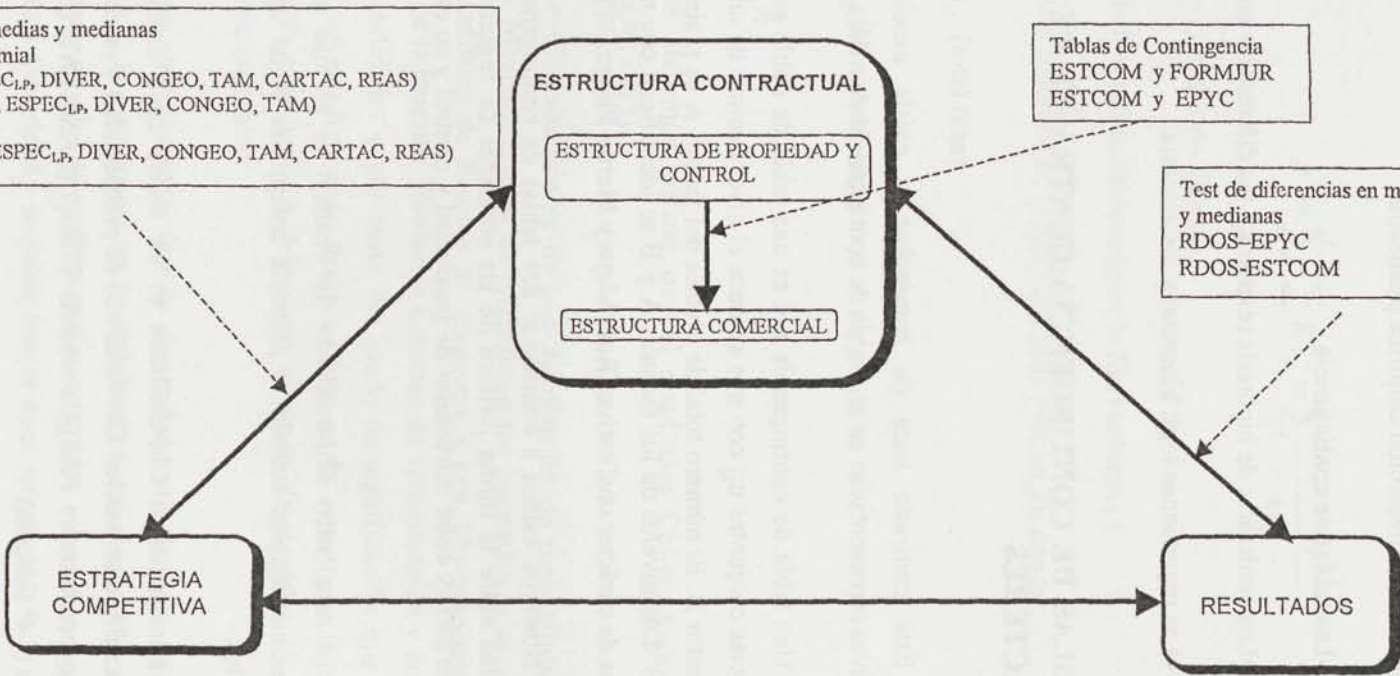 medias y medianas
mial
C_LP, DIVER, CONGEO, TAM, CARTAC, REAS)
, ESPEC_LP, DIVER, CONGEO, TAM)
ESPEC_LP, DIVER, CONGEO, TAM, CARTAC, REAS)
ESTRUCTURA CONTRACTUAL
ESTRUCTURA DE PROPIEDAD Y
CONTROL
ESTRUCTURA COMERCIAL
Tablas de Contingencia
ESTCOM y FORMJUR
ESTCOM y EPYC
Test de diferencias en m
y medianas
RDOS–EPYC
RDOS-ESTCOM
ESTRATEGIA
COMPETITIVA
RESULTADOS